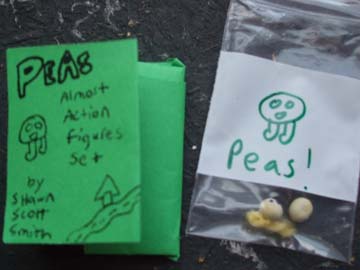 PEAS
Almost
Action
Figures
Set
by
Shawn
Scott
Smith
Peas!